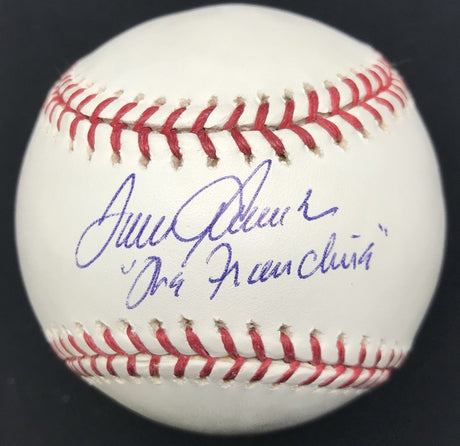 Tom Seaver
"The Franchise"